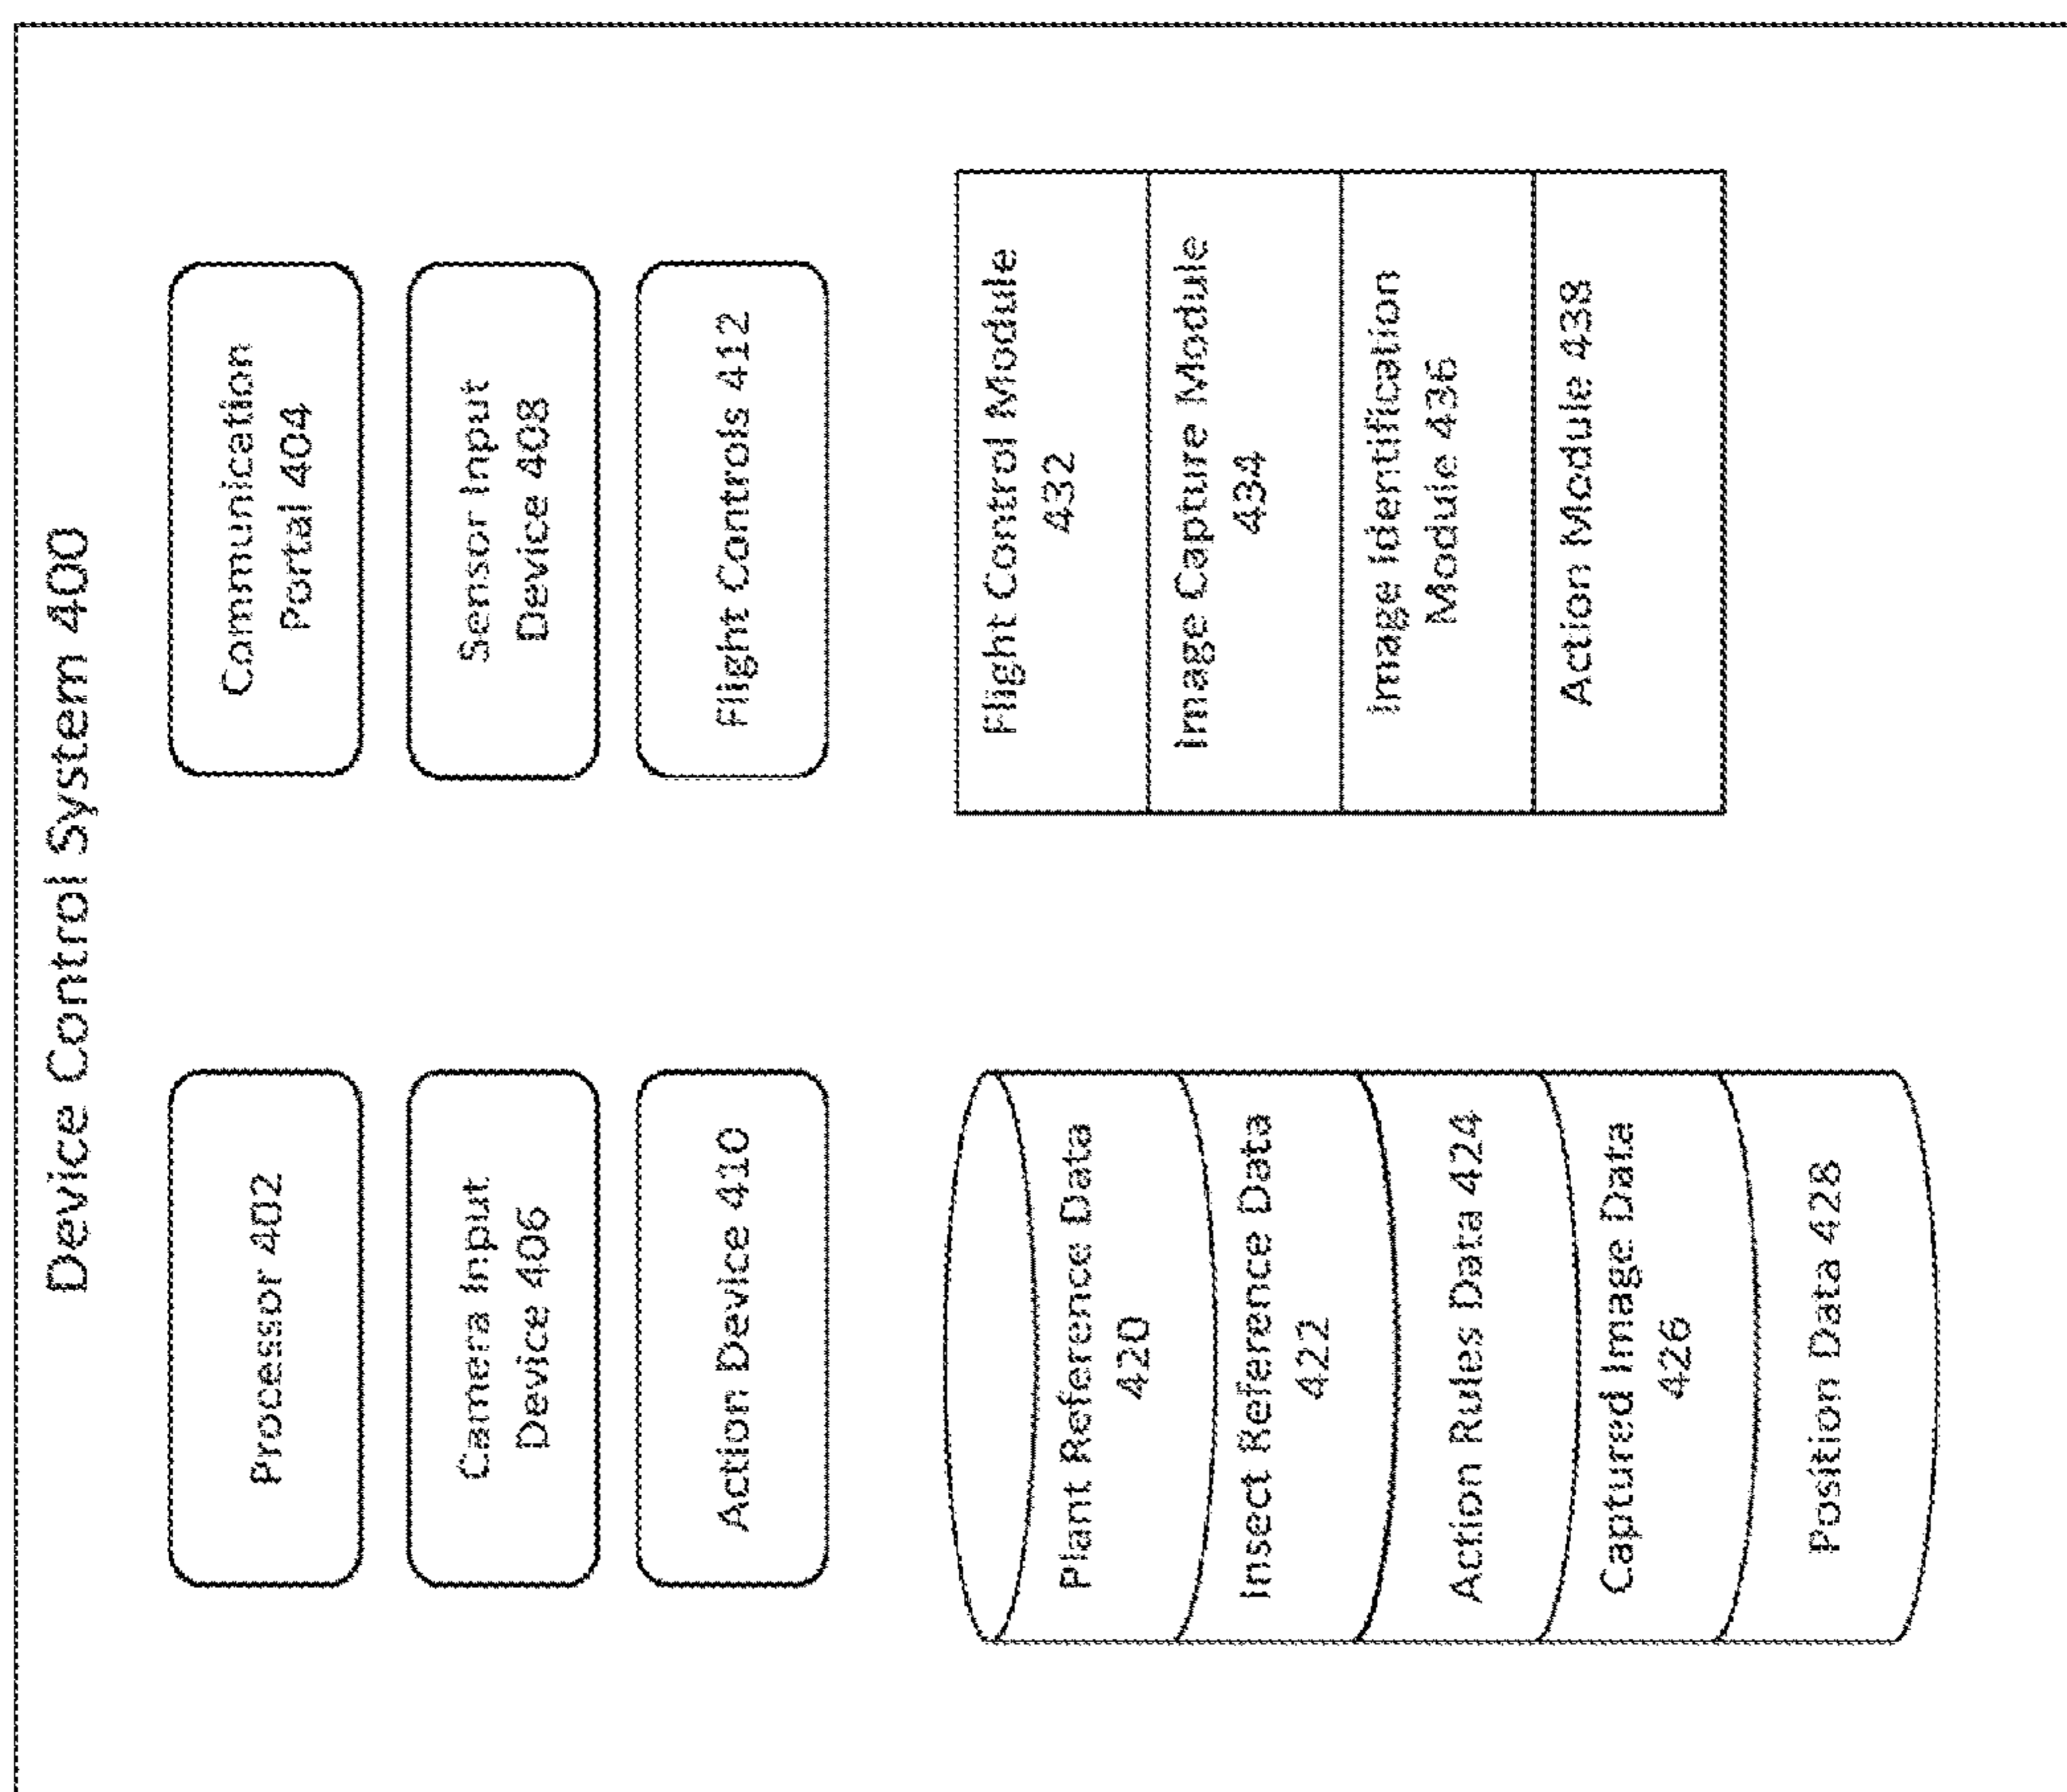 Device Control System 400
Processor 402
Communication
Portal 404
Camera Input
Device 406
Sensor Input
Device 408
Action Device 410
Flight Controls 412
Plant Reference Data
420
Insect Reference Data
422
Action Rules Data 424
Captured Image Data
426
Position Data 428
Flight Control Module
432
Image Capture Module
434
Image Identification
Module 436
Action Module 438